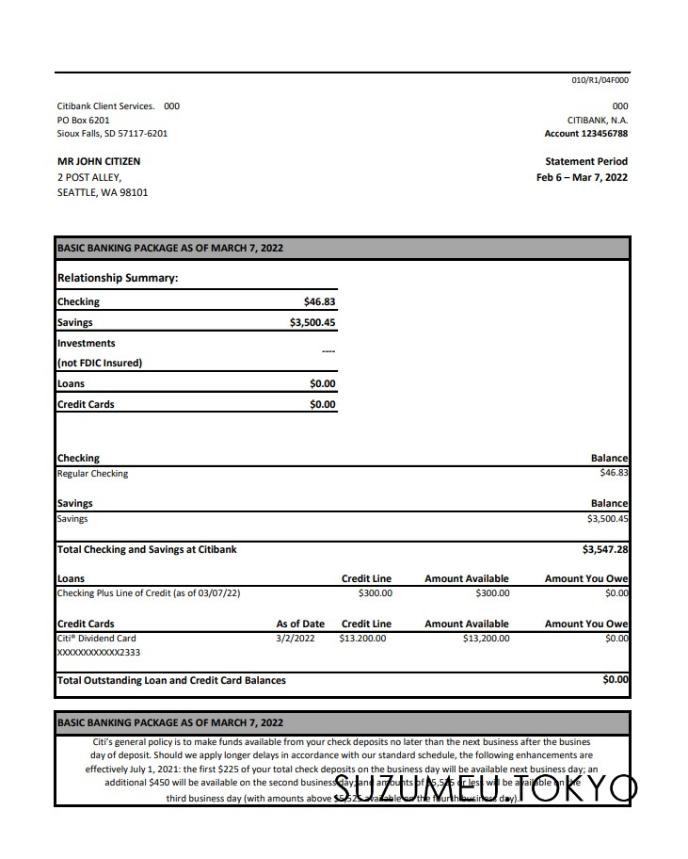 010/R1/04F000
Citibank Client Services. 000
PO Box 6201
Sioux Falls, SD 57117-6201
000
CITIBANK, N.A.
Account 123456788
MR JOHN CITIZEN
2 POST ALLEY,
SEATTLE, WA 98101
Statement Period
Feb 6 – Mar 7, 2022
BASIC BANKING PACKAGE AS OF MARCH 7, 2022
Relationship Summary:
Checking $46.83
Savings $3,500.45
Investments
(not FDIC Insured) ----
Loans $0.00
Credit Cards $0.00
Checking Balance
Regular Checking $46.83
Savings Balance
Savings $3,500.45
Total Checking and Savings at Citibank $3,547.28
Loans Credit Line Amount Available Amount You Owe
Checking Plus Line of Credit (as of 03/07/22) $300.00 $300.00 $0.00
Credit Cards As of Date Credit Line Amount Available Amount You Owe
Citi® Dividend Card 3/2/2022 $13.200.00 $13,200.00 $0.00
XXXXXXXXXXXX2333
Total Outstanding Loan and Credit Card Balances $0.00
BASIC BANKING PACKAGE AS OF MARCH 7, 2022
Citi's general policy is to make funds available from your check deposits no later than the next business after the busines
day of deposit. Should we apply longer delays in accordance with our standard schedule, the following enhancements are
effectively July 1, 2021: the first $225 of your total check deposits on the business day will be available next business day; an
additional $450 will be available on the second business day; and amounts of $5,525 or less will be available on the
third business day (with amounts above $5,525 available on the fourth business day).
SUZUMEU.TOKYO